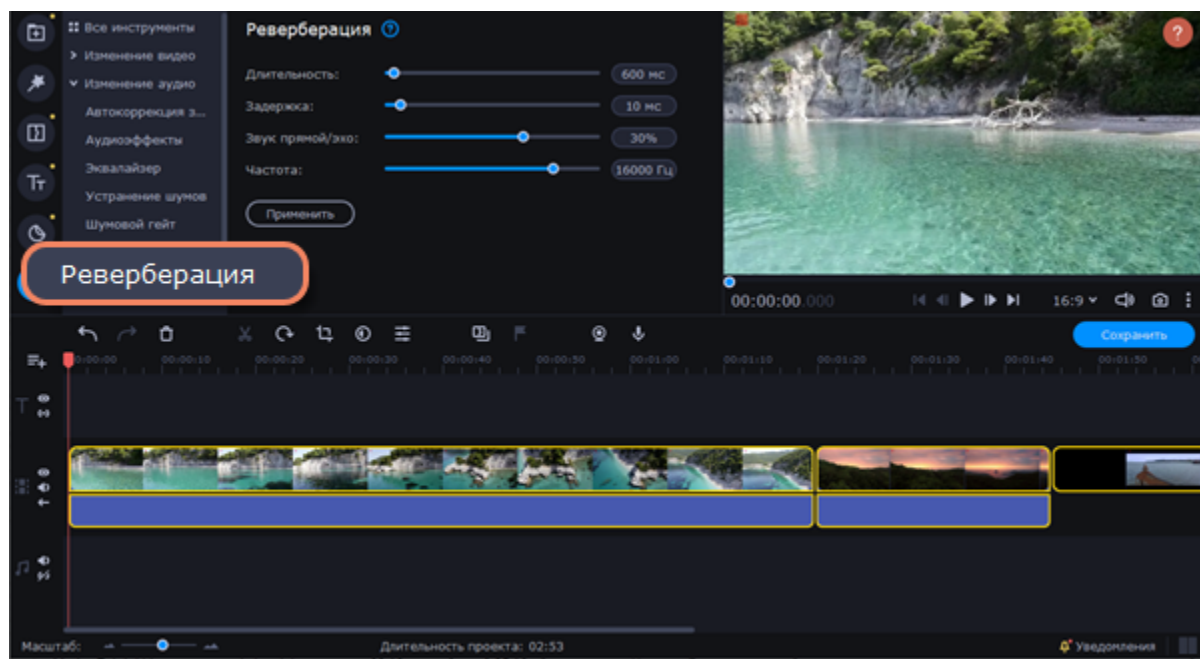 Все инструменты
Изменение видео
Изменение аудио
Автокоррекция з...
Аудиоэффекты
Эквалайзер
Устранение шумов
Шумовой гейт
Реверберация
Реверберация ?
Длительность: 600 мс
Задержка: 10 мс
Звук прямой/эхо: 30%
Частота: 16000 Гц
Применить
?
00:00:00.000
16:9
Сохранить
0:00:00 00:00:10 00:00:20 00:00:30 00:00:40 00:00:50 00:01:00 00:01:10 00:01:20 00:01:30 00:01:40 00:01:50
Масштаб:
Длительность проекта: 02:53
Уведомления